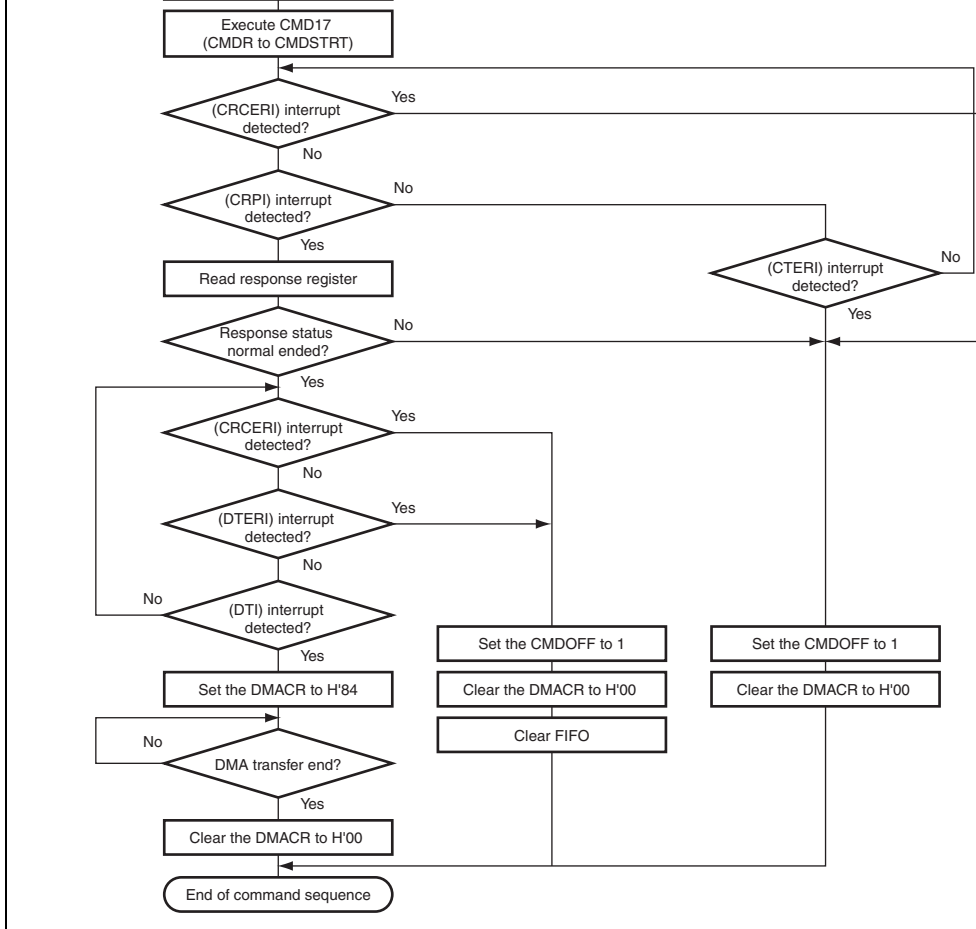 Execute CMD17
(CMDR to CMDSTRT)
(CRCERI) interrupt
detected?
Yes
No
(CRPI) interrupt
detected?
No
Yes
(CTERI) interrupt
detected?
No
Yes
Read response register
Response status
normal ended?
No
Yes
(CRCERI) interrupt
detected?
Yes
No
(DTERI) interrupt
detected?
Yes
No
(DTI) interrupt
detected?
No
Yes
Set the CMDOFF to 1
Set the CMDOFF to 1
Set the DMACR to H'84
Clear the DMACR to H'00
Clear the DMACR to H'00
Clear FIFO
No
DMA transfer end?
Yes
Clear the DMACR to H'00
End of command sequence